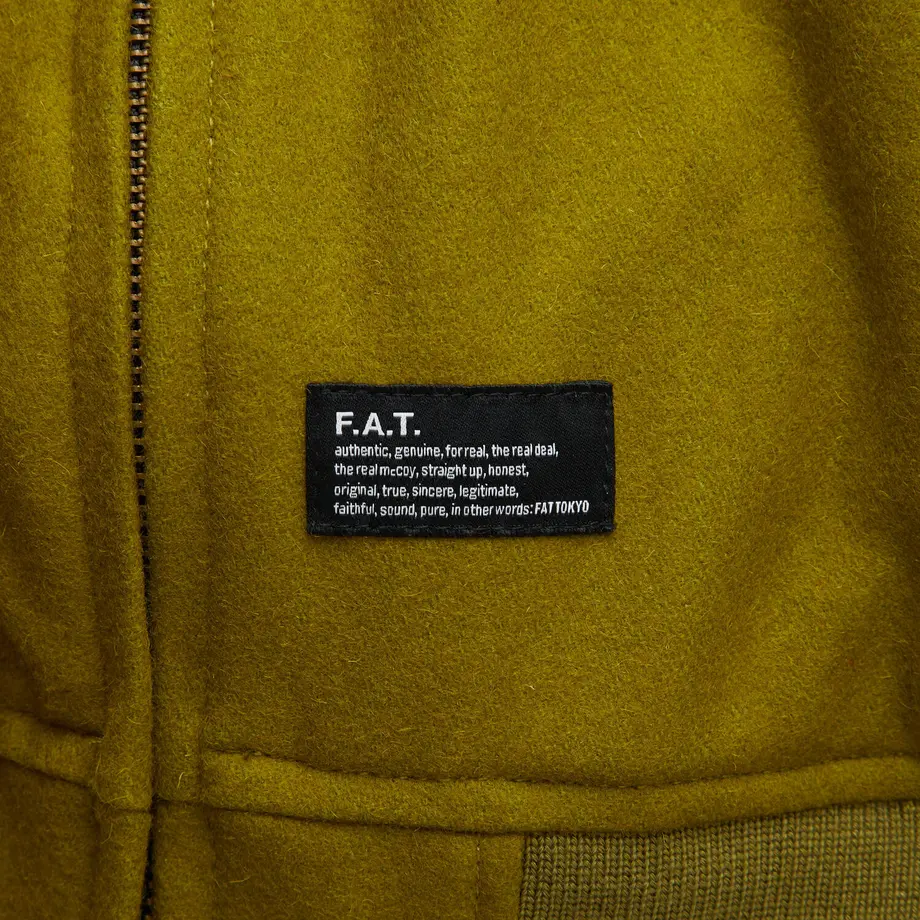 F.A.T.
authentic, genuine, for real, the real deal,
the real mccoy, straight up, honest,
original, true, sincere, legitimate,
faithful, sound, pure, in other words: FAT TOKYO